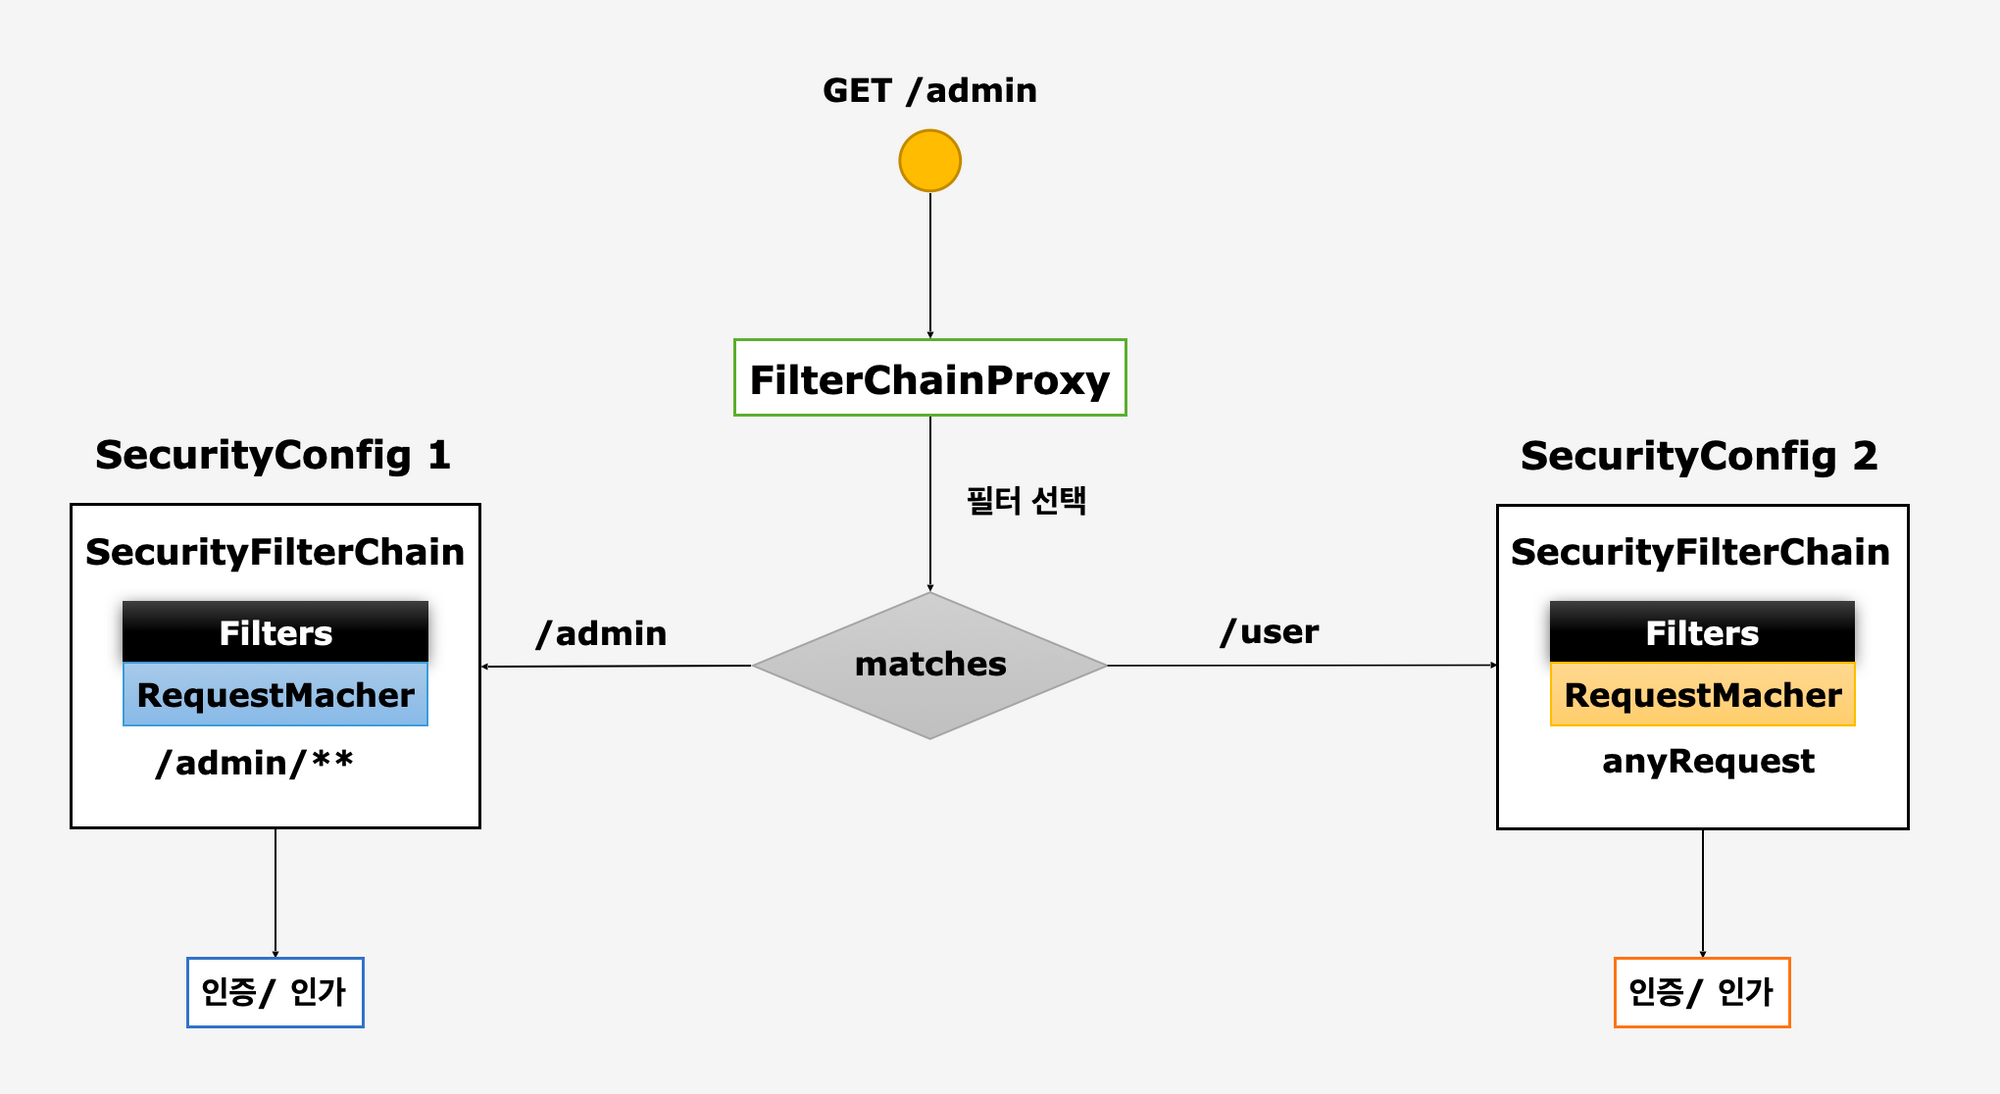 GET /admin
FilterChainProxy
필터 선택
matches
/admin
/user
SecurityConfig 1
SecurityFilterChain
Filters
RequestMacher
/admin/**
인증/ 인가
SecurityConfig 2
SecurityFilterChain
Filters
RequestMacher
anyRequest
인증/ 인가